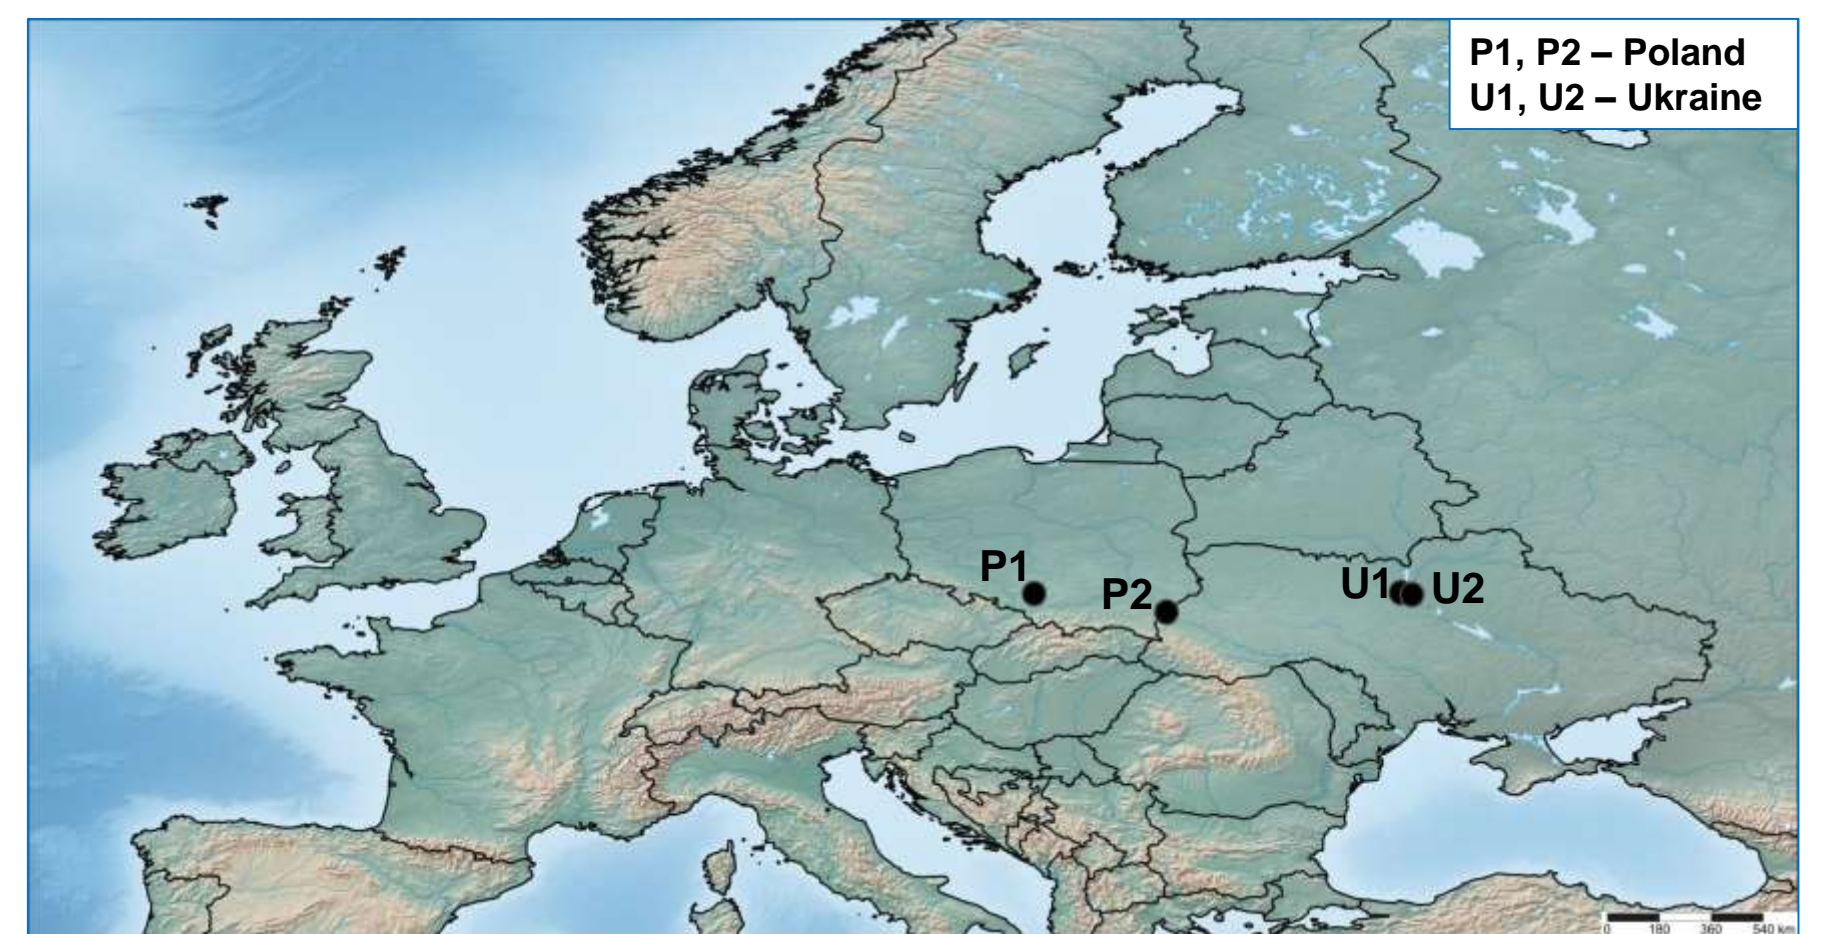 P1, P2 – Poland
U1, U2 – Ukraine
P1
P2
U1
U2
0 180 360 540 km